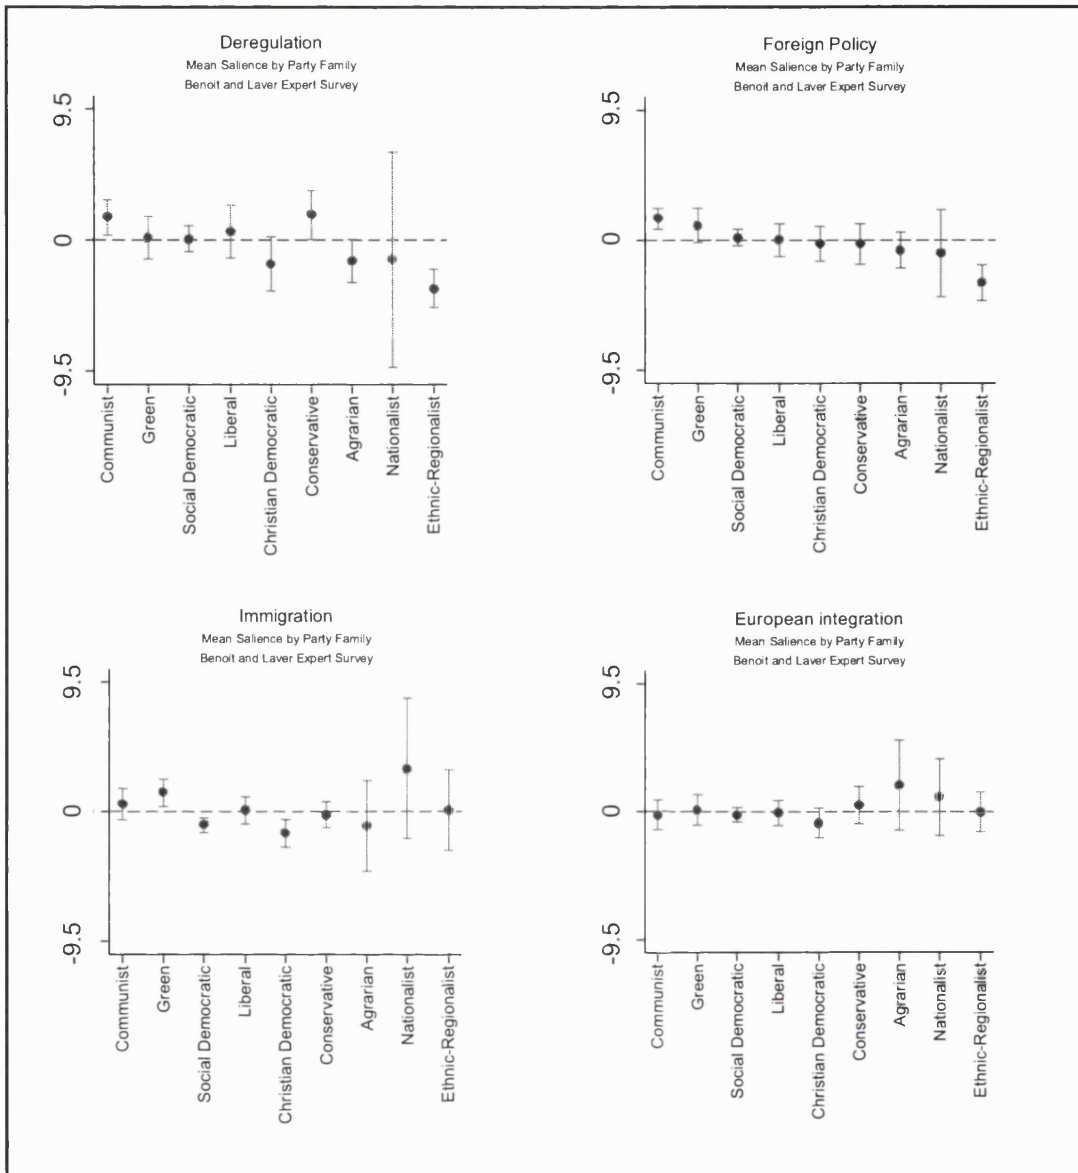 Deregulation
Mean Salience by Party Family
Benoit and Laver Expert Survey
9.5
0
-9.5
Communist
Green
Social Democratic
Liberal
Christian Democratic
Conservative
Agrarian
Nationalist
Ethnic-Regionalist
Foreign Policy
Mean Salience by Party Family
Benoit and Laver Expert Survey
9.5
0
-9.5
Communist
Green
Social Democratic
Liberal
Christian Democratic
Conservative
Agrarian
Nationalist
Ethnic-Regionalist
Immigration
Mean Salience by Party Family
Benoit and Laver Expert Survey
9.5
0
-9.5
Communist
Green
Social Democratic
Liberal
Christian Democratic
Conservative
Agrarian
Nationalist
Ethnic-Regionalist
European integration
Mean Salience by Party Family
Benoit and Laver Expert Survey
9.5
0
-9.5
Communist
Green
Social Democratic
Liberal
Christian Democratic
Conservative
Agrarian
Nationalist
Ethnic-Regionalist